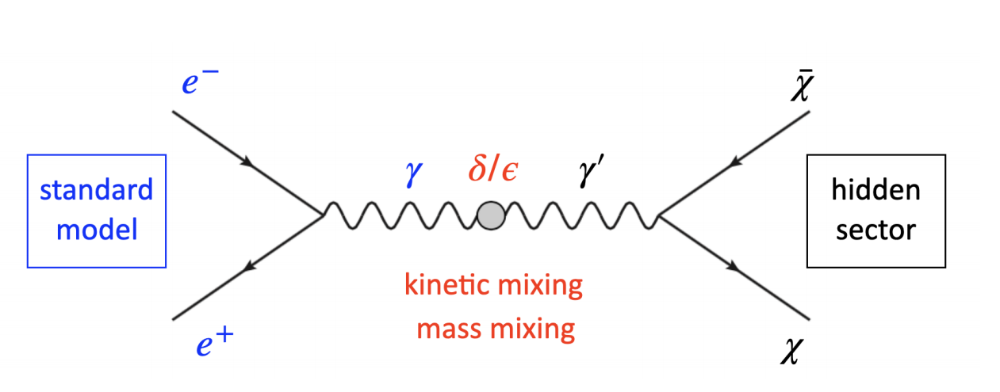 e⁻
χ̄
standard
model
γ
δ/ϵ
γ′
hidden
sector
kinetic mixing
mass mixing
e⁺
χ